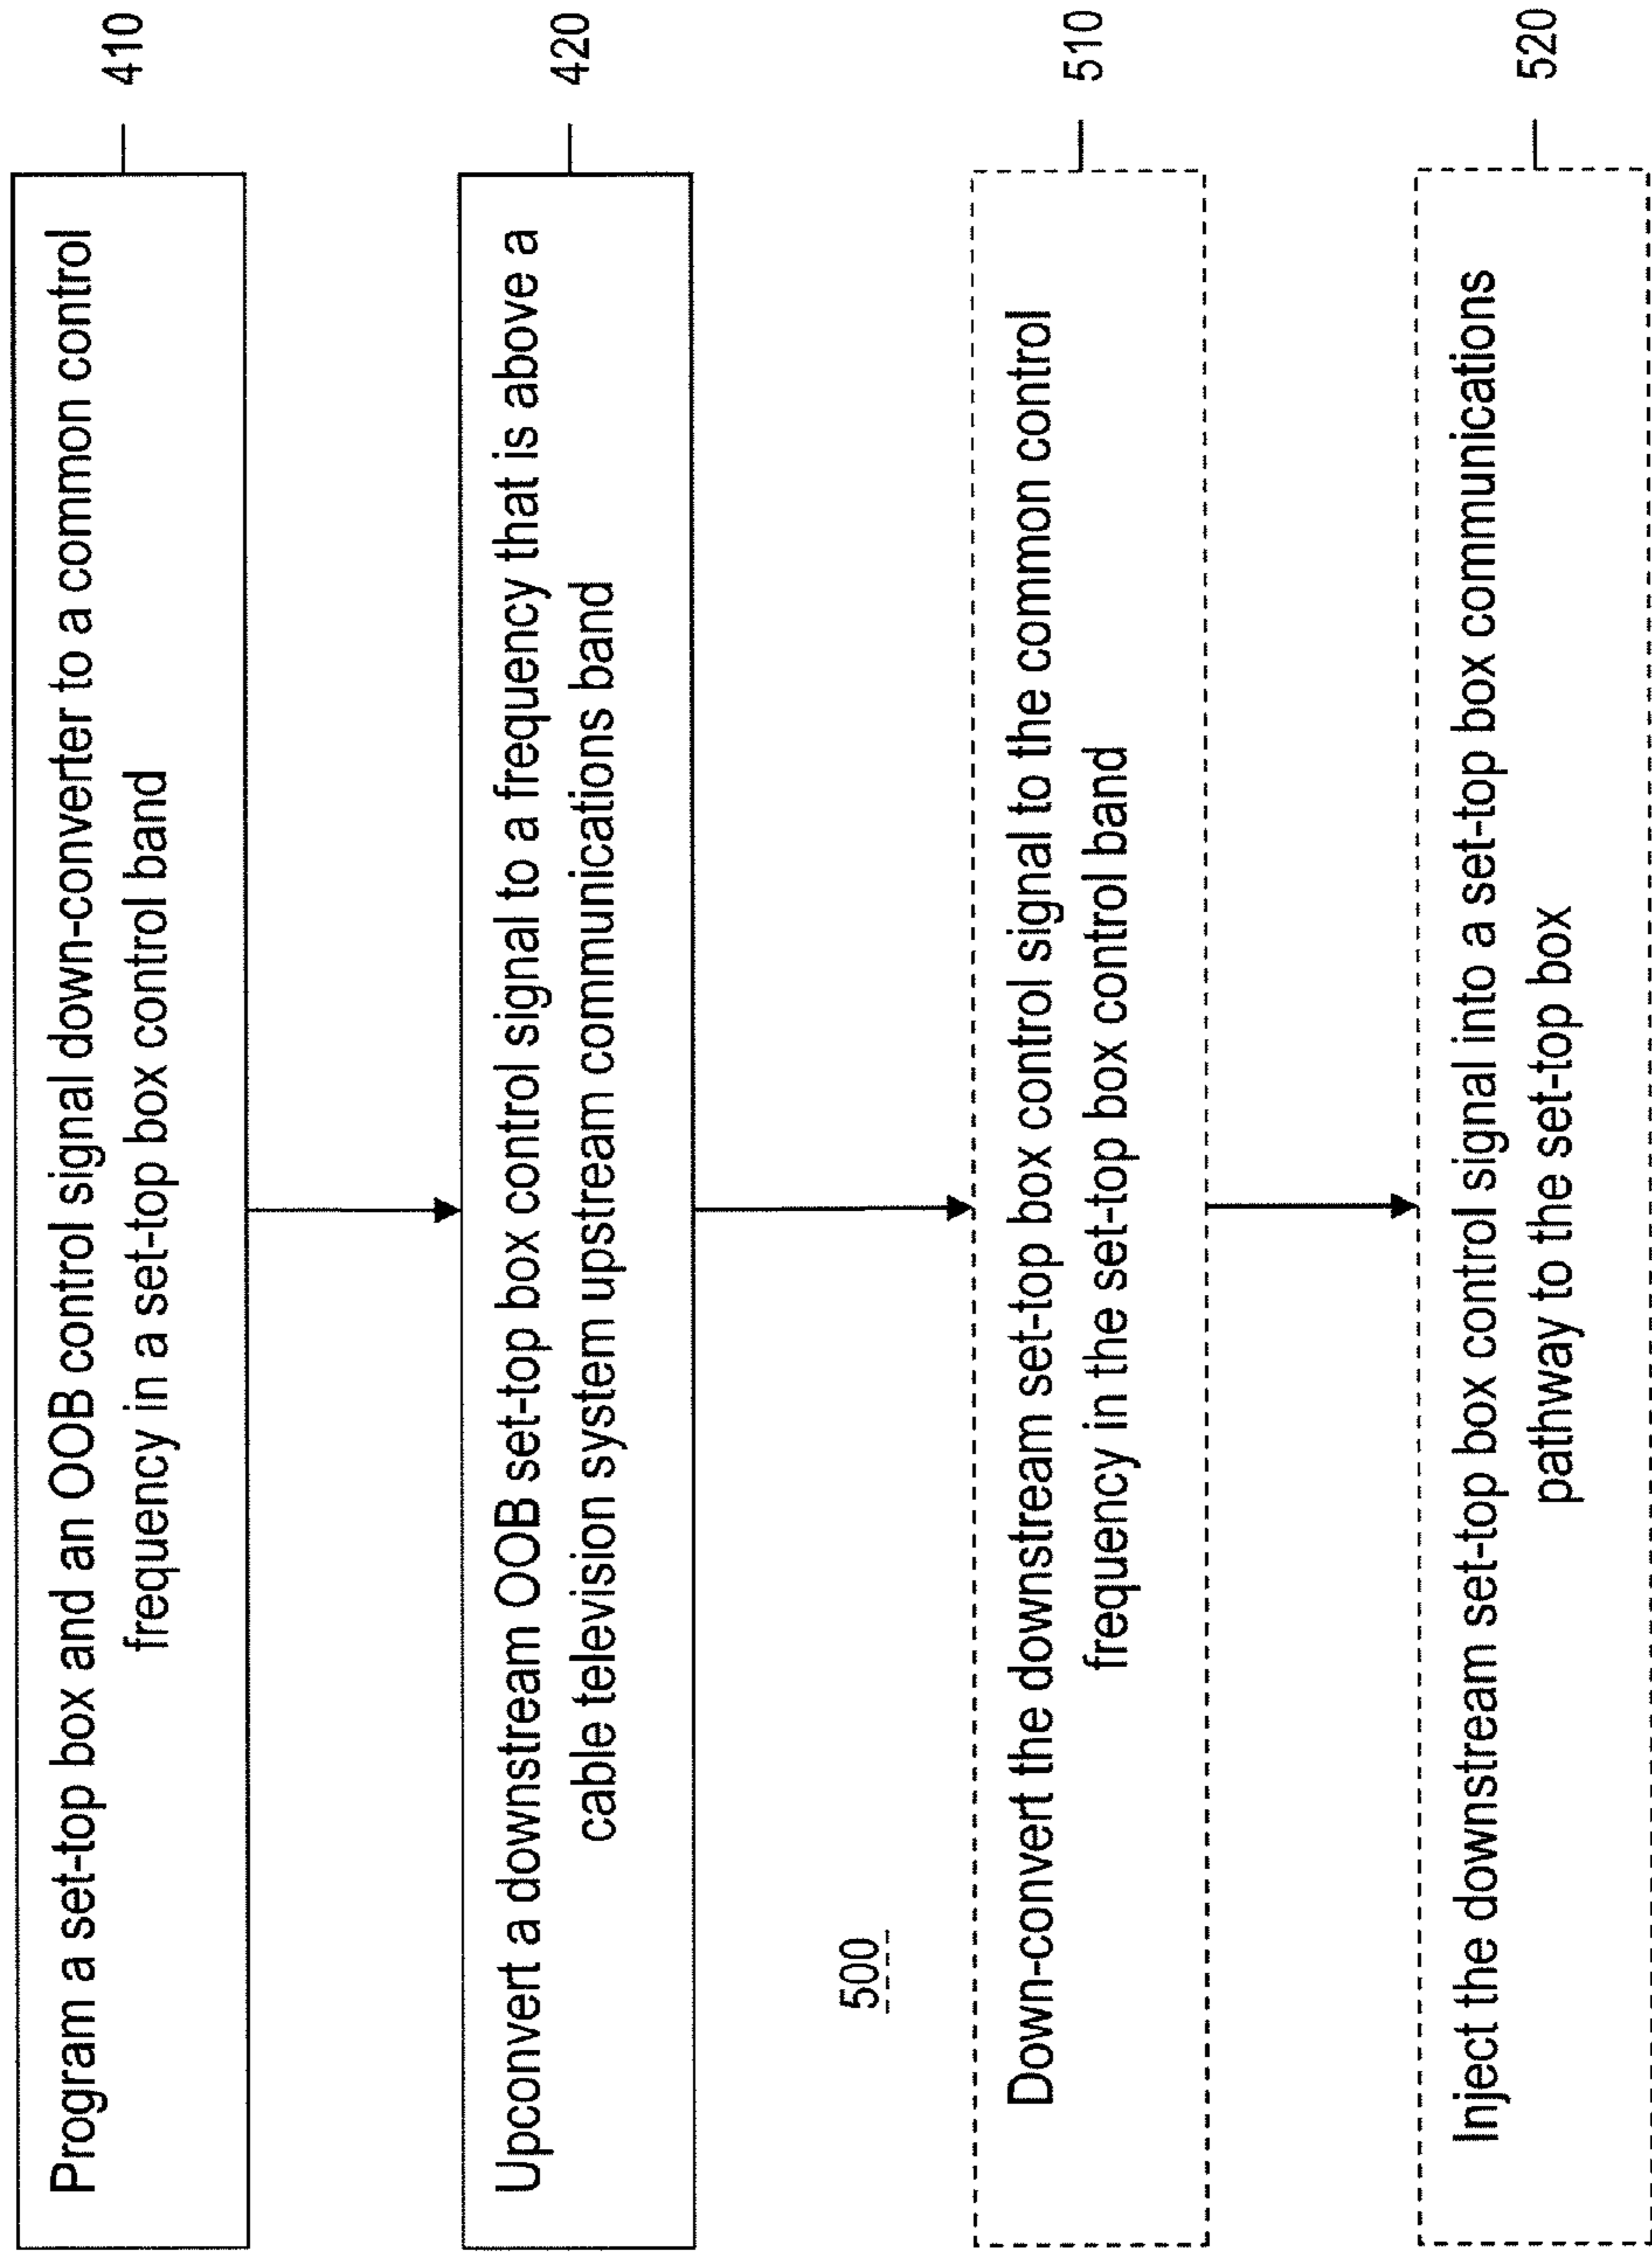 Program a set-top box and an OOB control signal down-converter to a common control
frequency in a set-top box control band
410
Upconvert a downstream OOB set-top box control signal to a frequency that is above a
cable television system upstream communications band
420
500
Down-convert the downstream set-top box control signal to the common control
frequency in the set-top box control band
510
Inject the downstream set-top box control signal into a set-top box communications
pathway to the set-top box
520